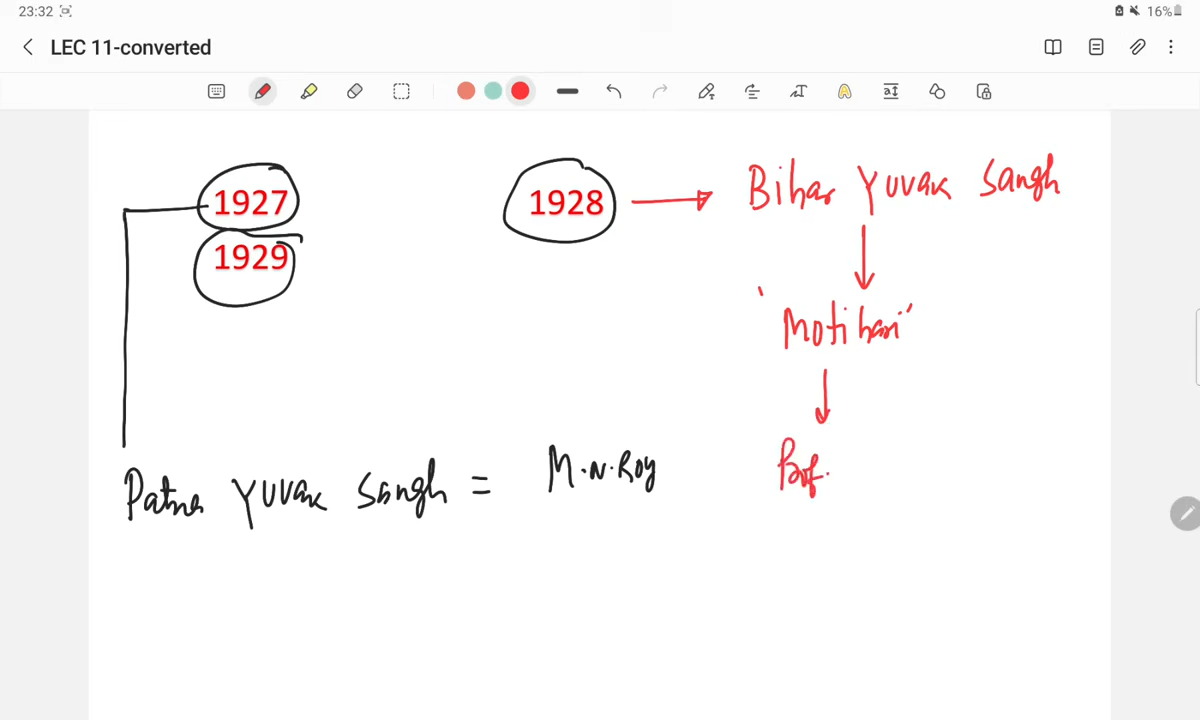 23:32 16%
LEC 11-converted
1927 1928 → Bihar Yuvak Sangh
1929
'Motihari'
Patna Yuvak Sangh = M.N.Roy Prof.